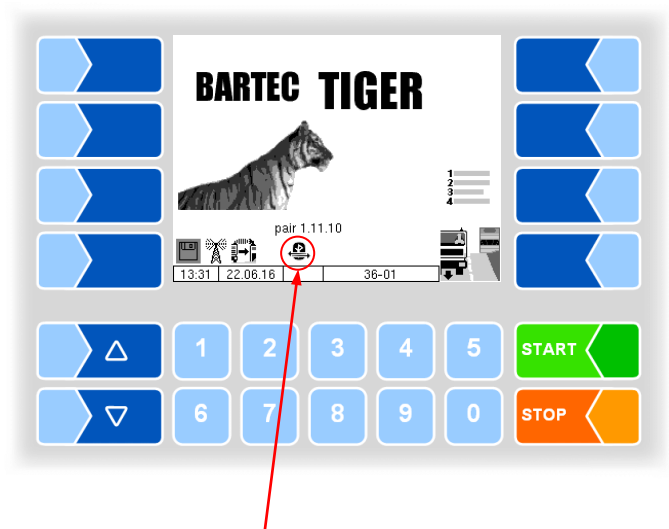 BARTEC TIGER
1
2
3
4
pair 1.11.10
13:31 22.06.16 36-01
1 2 3 4 5 START
6 7 8 9 0 STOP